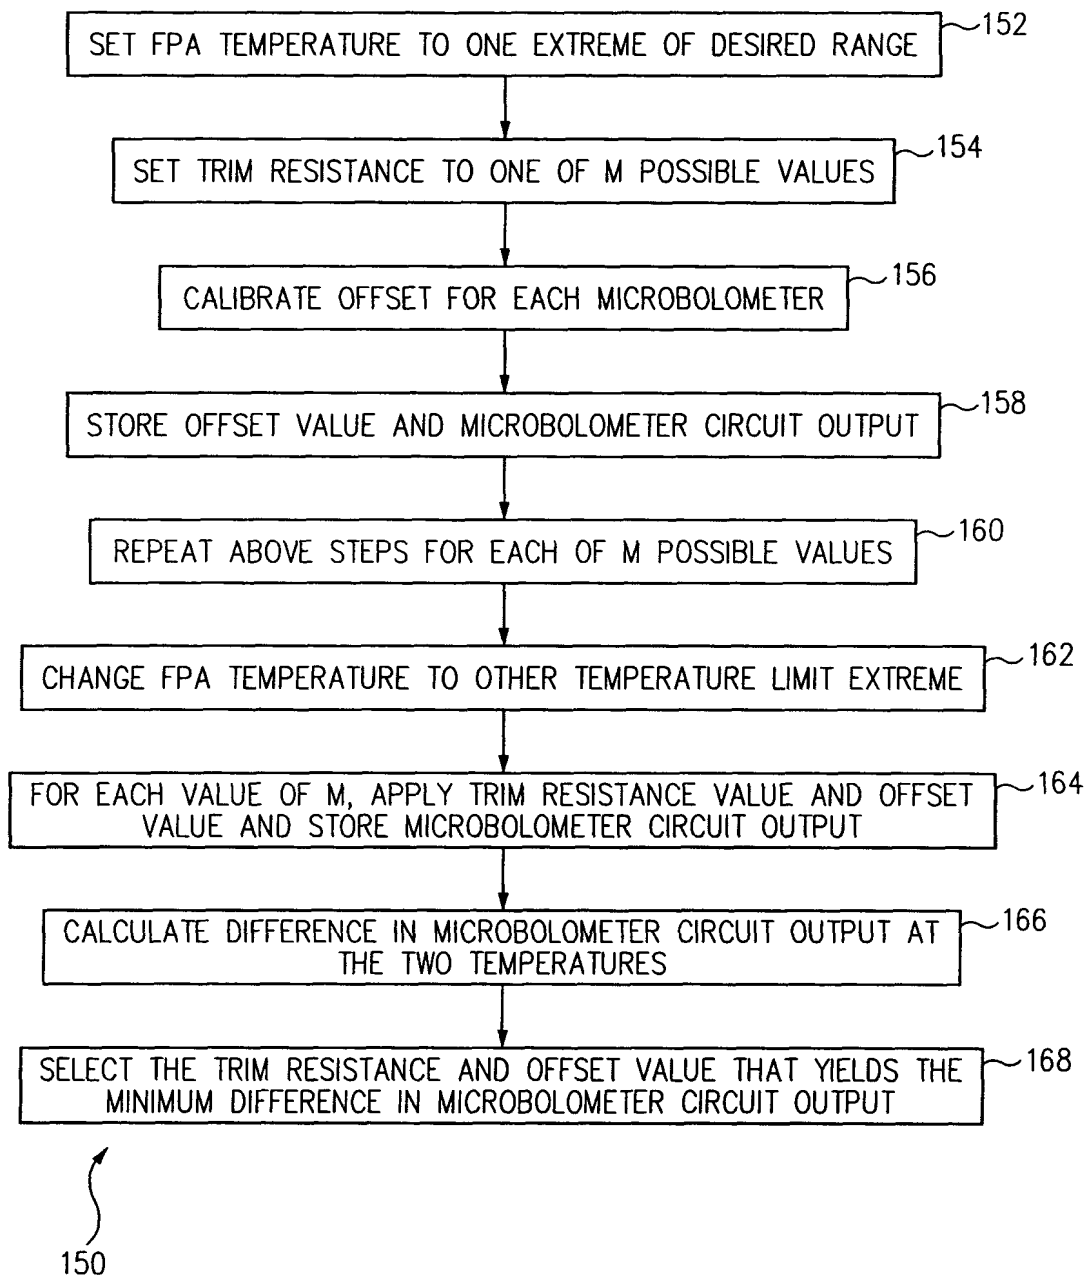 SET FPA TEMPERATURE TO ONE EXTREME OF DESIRED RANGE
152
SET TRIM RESISTANCE TO ONE OF M POSSIBLE VALUES
154
CALIBRATE OFFSET FOR EACH MICROBOLOMETER
156
STORE OFFSET VALUE AND MICROBOLOMETER CIRCUIT OUTPUT
158
REPEAT ABOVE STEPS FOR EACH OF M POSSIBLE VALUES
160
CHANGE FPA TEMPERATURE TO OTHER TEMPERATURE LIMIT EXTREME
162
FOR EACH VALUE OF M, APPLY TRIM RESISTANCE VALUE AND OFFSET
VALUE AND STORE MICROBOLOMETER CIRCUIT OUTPUT
164
CALCULATE DIFFERENCE IN MICROBOLOMETER CIRCUIT OUTPUT AT
THE TWO TEMPERATURES
166
SELECT THE TRIM RESISTANCE AND OFFSET VALUE THAT YIELDS THE
MINIMUM DIFFERENCE IN MICROBOLOMETER CIRCUIT OUTPUT
168
150